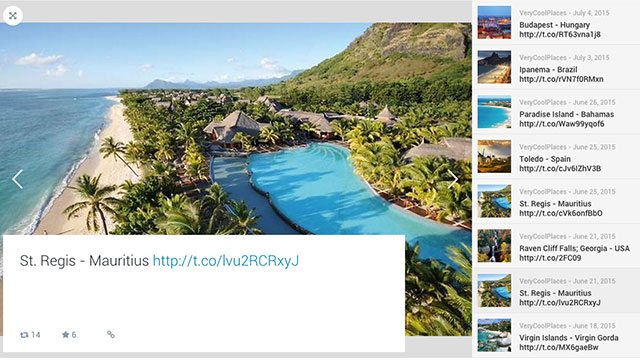 St. Regis - Mauritius http://t.co/lvu2RCRxyJ
14 6
VeryCoolPlaces - July 4, 2015
Budapest - Hungary
http://t.co/RT63vna1j8
VeryCoolPlaces - July 3, 2015
Ipanema - Brazil
http://t.co/rVN7f0RMxn
VeryCoolPlaces - June 26, 2015
Paradise Island - Bahamas
http://t.co/Waw99yqof6
VeryCoolPlaces - June 25, 2015
Toledo - Spain
http://t.co/cJv6IZhV3B
VeryCoolPlaces - June 25, 2015
St. Regis - Mauritius
http://t.co/cVk6onfBbO
VeryCoolPlaces - June 21, 2015
Raven Cliff Falls; Georgia - USA
http://t.co/2FC09
VeryCoolPlaces - June 21, 2015
St. Regis - Mauritius
http://t.co/lvu2RCRxyJ
VeryCoolPlaces - June 18, 2015
Virgin Islands - Virgin Gorda
http://t.co/MX6gaeBw